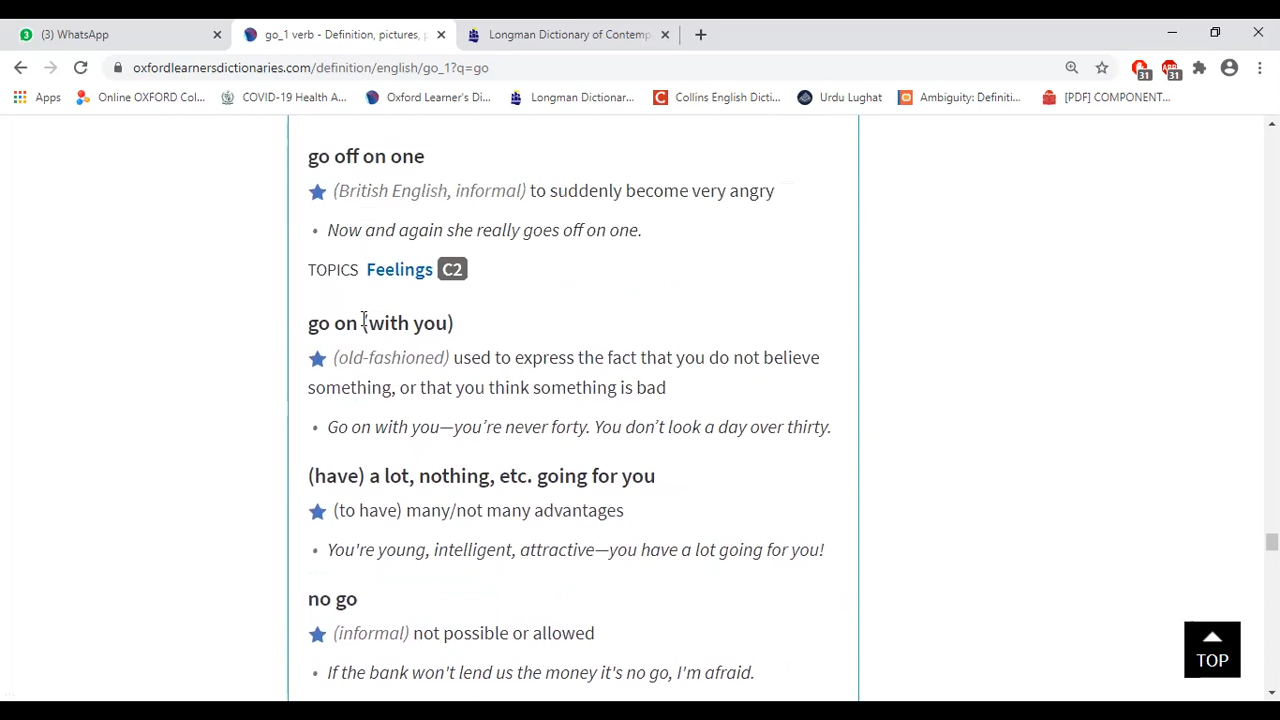 3 (3) WhatsApp
go_1 verb - Definition, pictures, p
Longman Dictionary of Contemp
oxfordlearnersdictionaries.com/definition/english/go_1?q=go
31
ABP
31
Apps
Online OXFORD Col...
COVID-19 Health A...
Oxford Learner's Di...
Longman Dictionar...
Collins English Dicti...
Urdu Lughat
Ambiguity: Definiti...
[PDF] COMPONENT...
go off on one
(British English, informal) to suddenly become very angry
• Now and again she really goes off on one.
TOPICS Feelings C2
go on (with you)
(old-fashioned) used to express the fact that you do not believe
something, or that you think something is bad
• Go on with you—you’re never forty. You don’t look a day over thirty.
(have) a lot, nothing, etc. going for you
(to have) many/not many advantages
• You're young, intelligent, attractive—you have a lot going for you!
no go
(informal) not possible or allowed
• If the bank won't lend us the money it's no go, I'm afraid.
TOP